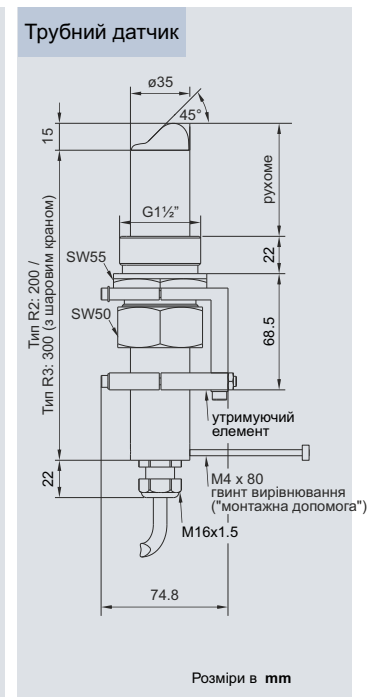 Трубний датчик
ø35
45°
15
рухоме
G1½”
22
SW55
Тип R2: 200 /
Тип R3: 300 (з шаровим краном)
SW50
68.5
утримуючий
елемент
22
M4 x 80
гвинт вирівнювання
("монтажна допомога")
M16x1.5
74.8
Розміри в mm